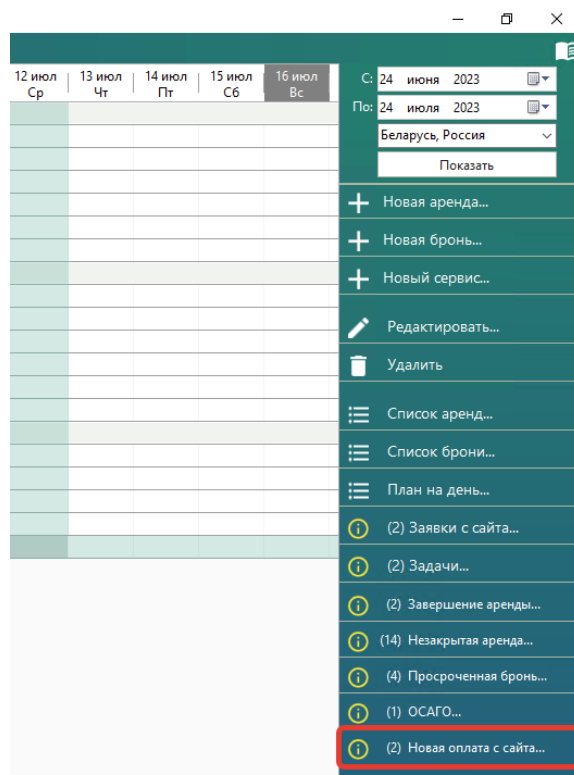 12 июл 13 июл 14 июл 15 июл 16 июл
Ср Чт Пт Сб Вс
С: 24 июня 2023
По: 24 июля 2023
Беларусь, Россия
Показать
Новая аренда...
Новая бронь...
Новый сервис...
Редактировать...
Удалить
Список аренд...
Список брони...
План на день...
(2) Заявки с сайта...
(2) Задачи...
(2) Завершение аренды...
(14) Незакрытая аренда...
(4) Просроченная бронь...
(1) ОСАГО...
(2) Новая оплата с сайта...